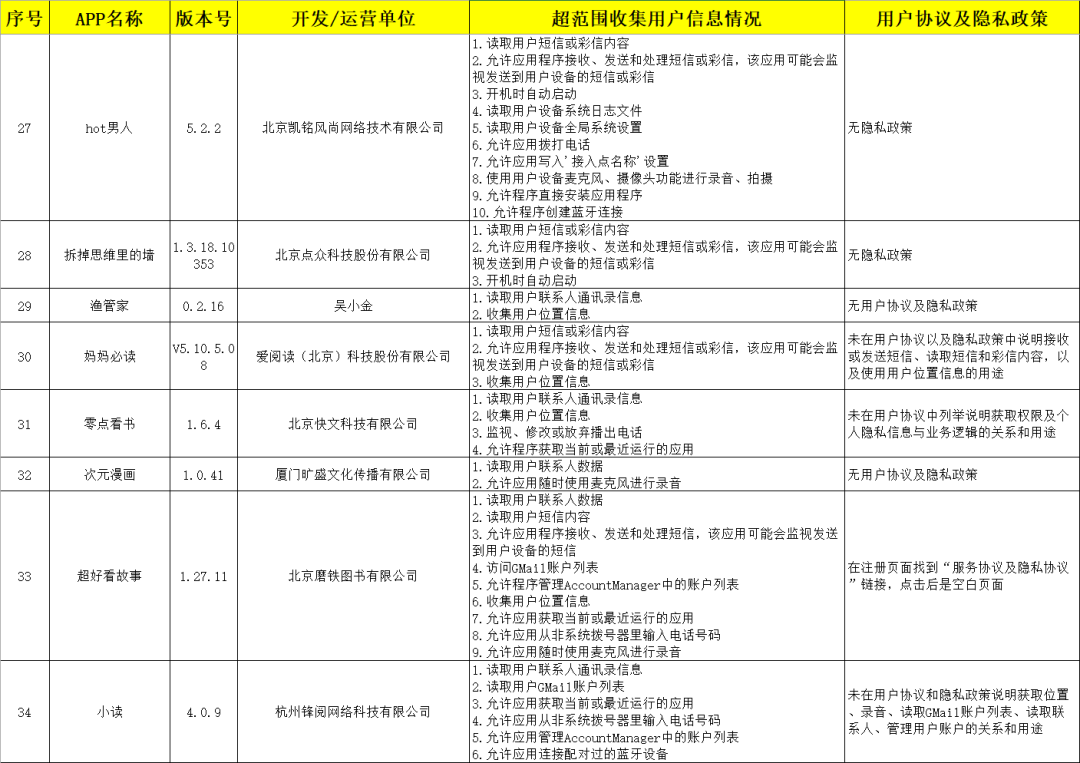 序号 APP名称 版本号 开发/运营单位 超范围收集用户信息情况 用户协议及隐私政策
27 hot男人 5.2.2 北京凯铭风尚网络技术有限公司
1.读取用户短信或彩信内容
2.允许应用程序接收、发送和处理短信或彩信，该应用可能会监
视发送到用户设备的短信或彩信
3.开机时自动启动
4.读取用户设备系统日志文件
5.读取用户设备全局系统设置
6.允许应用拨打电话
7.允许应用写入'接入点名称'设置
8.使用用户设备麦克风、摄像头功能进行录音、拍摄
9.允许程序直接安装应用程序
10.允许程序创建蓝牙连接
无隐私政策
28 拆掉思维里的墙
1.3.18.10
353
北京点众科技股份有限公司
1.读取用户短信或彩信内容
2.允许应用程序接收、发送和处理短信或彩信，该应用可能会监
视发送到用户设备的短信或彩信
3.开机时自动启动
无隐私政策
29 渔管家 0.2.16 吴小金
1.读取用户联系人通讯录信息
2.收集用户位置信息
无用户协议及隐私政策
30 妈妈必读
V5.10.5.0
8
爱阅读（北京）科技股份有限公司
1.读取用户短信或彩信内容
2.允许应用程序接收、发送和处理短信或彩信，该应用可能会监
视发送到用户设备的短信或彩信
3.收集用户位置信息
未在用户协议以及隐私政策中说明接收
或发送短信、读取短信和彩信内容，以
及使用用户位置信息的用途
31 零点看书 1.6.4 北京快文科技有限公司
1.读取用户联系人通讯录信息
2.收集用户位置信息
3.监视、修改或放弃播出电话
4.允许程序获取当前或最近运行的应用
未在用户协议中列举说明获取权限及个
人隐私信息与业务逻辑的关系和用途
32 次元漫画 1.0.41 厦门旷盛文化传播有限公司
1.读取用户联系人数据
2.允许应用随时使用麦克风进行录音
无用户协议及隐私政策
33 超好看故事 1.27.11 北京磨铁图书有限公司
1.读取用户联系人数据
2.读取用户短信内容
3.允许应用程序接收、发送和处理短信，该应用可能会监视发送
到用户设备的短信
4.访问GMail账户列表
5.允许程序管理AccountManager中的账户列表
6.收集用户位置信息
7.允许应用获取当前或最近运行的应用
8.允许应用从非系统拨号器里输入电话号码
9.允许应用随时使用麦克风进行录音
在注册页面找到“服务协议及隐私协议
”链接，点击后是空白页面
34 小读 4.0.9 杭州锋阅网络科技有限公司
1.读取用户联系人通讯录信息
2.读取用户GMail账户列表
3.允许应用获取当前或最近运行的应用
4.允许应用从非系统拨号器里输入电话号码
5.允许应用管理AccountManager中的账户列表
6.允许应用连接配对过的蓝牙设备
未在用户协议和隐私政策说明获取位置
、录音、读取GMail账户列表、读取联
系人、管理用户账户的关系和用途